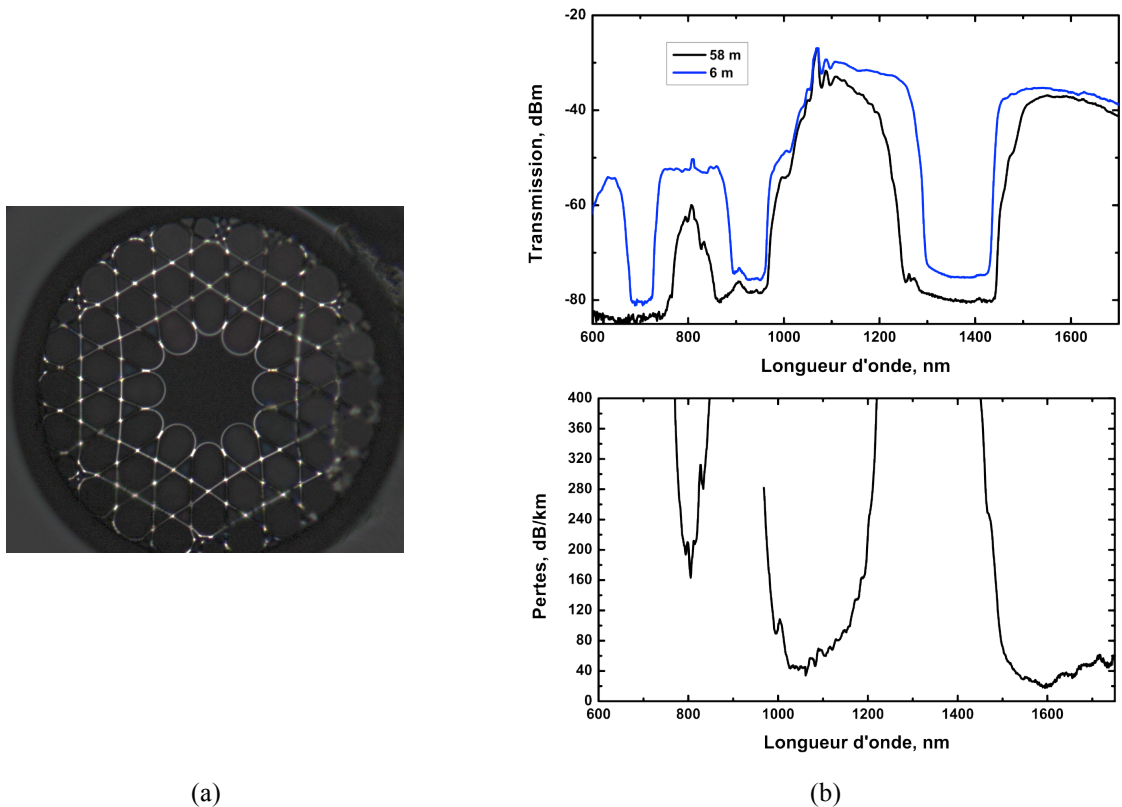 -20
-40
-60
-80
Transmission, dBm
58 m
6 m
600 800 1000 1200 1400 1600
Longueur d'onde, nm
400
360
320
280
240
200
160
120
80
40
0
Pertes, dB/km
600 800 1000 1200 1400 1600
Longueur d'onde, nm
(a) (b)